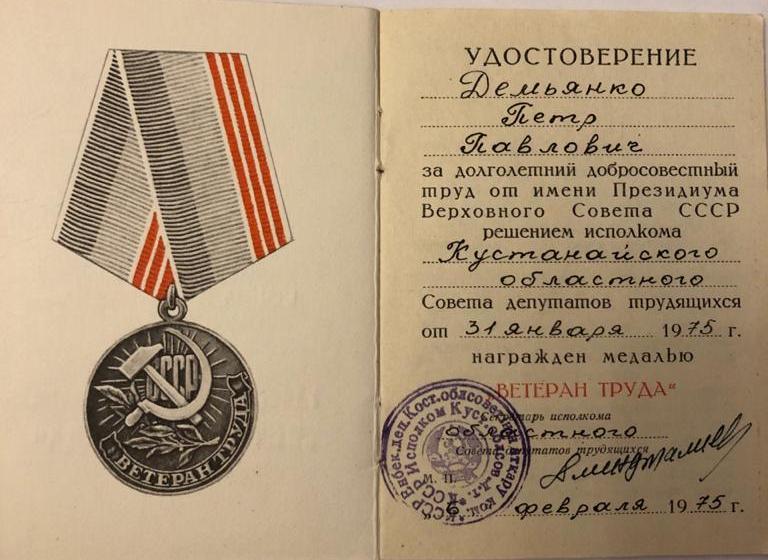 СССР
ВЕТЕРАН ТРУДА
УДОСТОВЕРЕНИЕ
Демьянко
Петр
Павлович
за долголетний добросовестный
труд от имени Президиума
Верховного Совета СССР
решением исполкома
Кустанайского
областного
Совета депутатов трудящихся
от 31 января 1975 г.
награжден медалью
ВЕТЕРАН ТРУДА“
Секретарь исполкома
областного
Совета депутатов трудящихся
М. П.
6 февраля 1975 г.